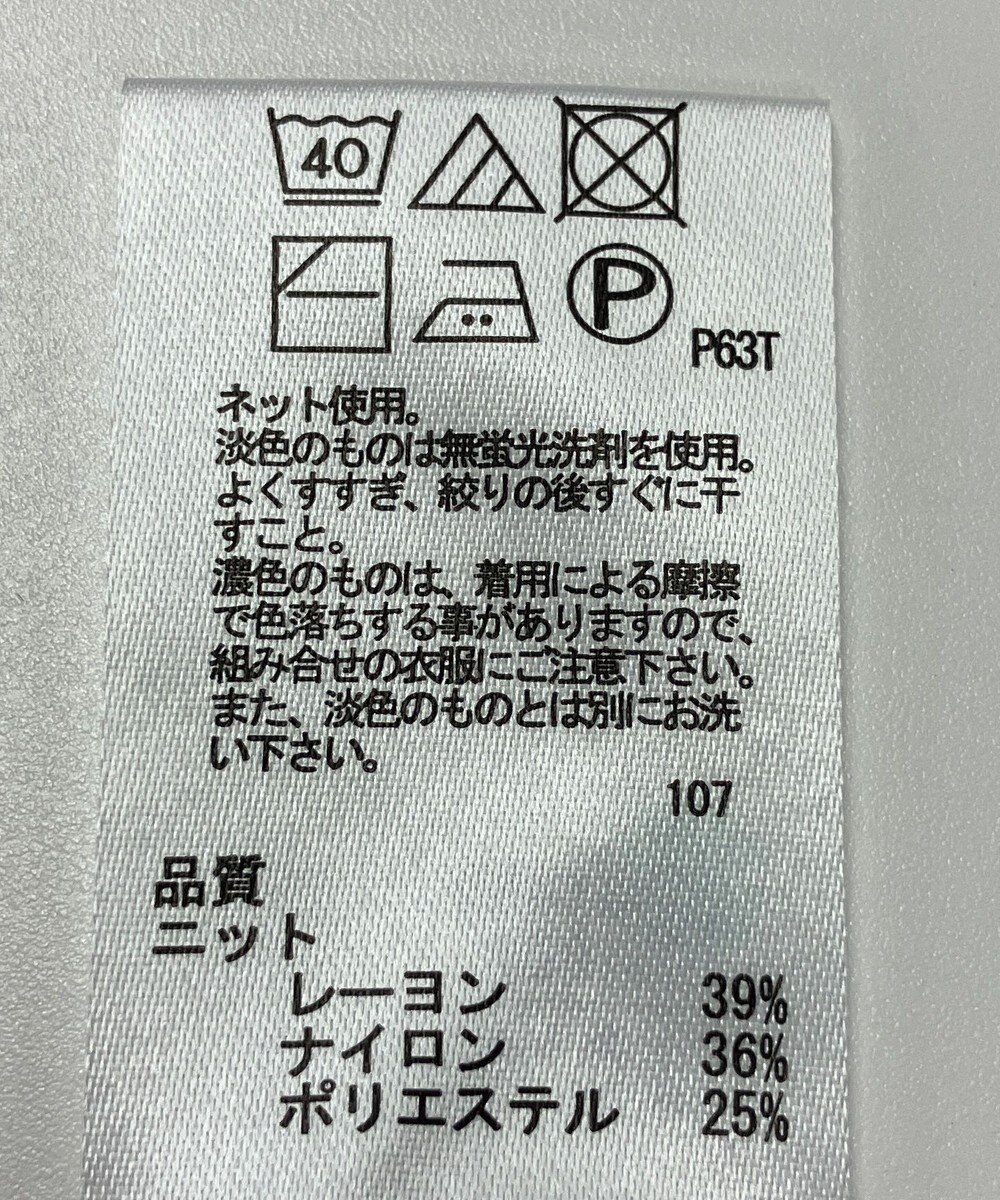 40
P
P63T
ネット使用。
淡色のものは無蛍光洗剤を使用。
よくすすぎ、絞りの後すぐに干
すこと。
濃色のものは、着用による摩擦
で色落ちする事がありますので、
組み合せの衣服にご注意下さい。
また、淡色のものとは別にお洗
い下さい。
107
品質
ニット
レーヨン 39%
ナイロン 36%
ポリエステル 25%